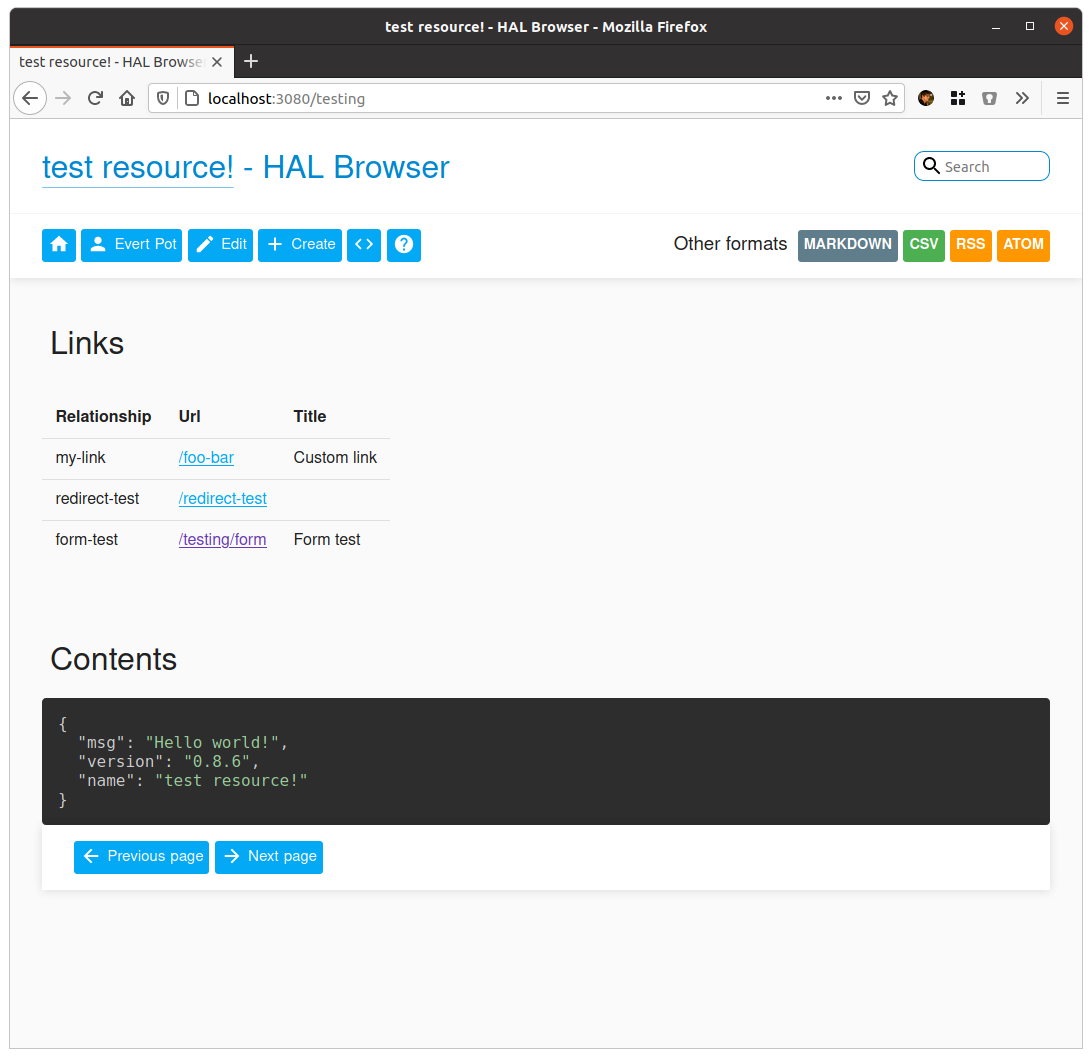 test resource! - HAL Browser - Mozilla Firefox
test resource! - HAL Browse
localhost:3080/testing
test resource! - HAL Browser
Search
Evert Pot Edit Create <> ?
Other formats MARKDOWN CSV RSS ATOM
Links
Relationship Url Title
my-link /foo-bar Custom link
redirect-test /redirect-test
form-test /testing/form Form test
Contents
{
"msg": "Hello world!",
"version": "0.8.6",
"name": "test resource!"
}
Previous page Next page